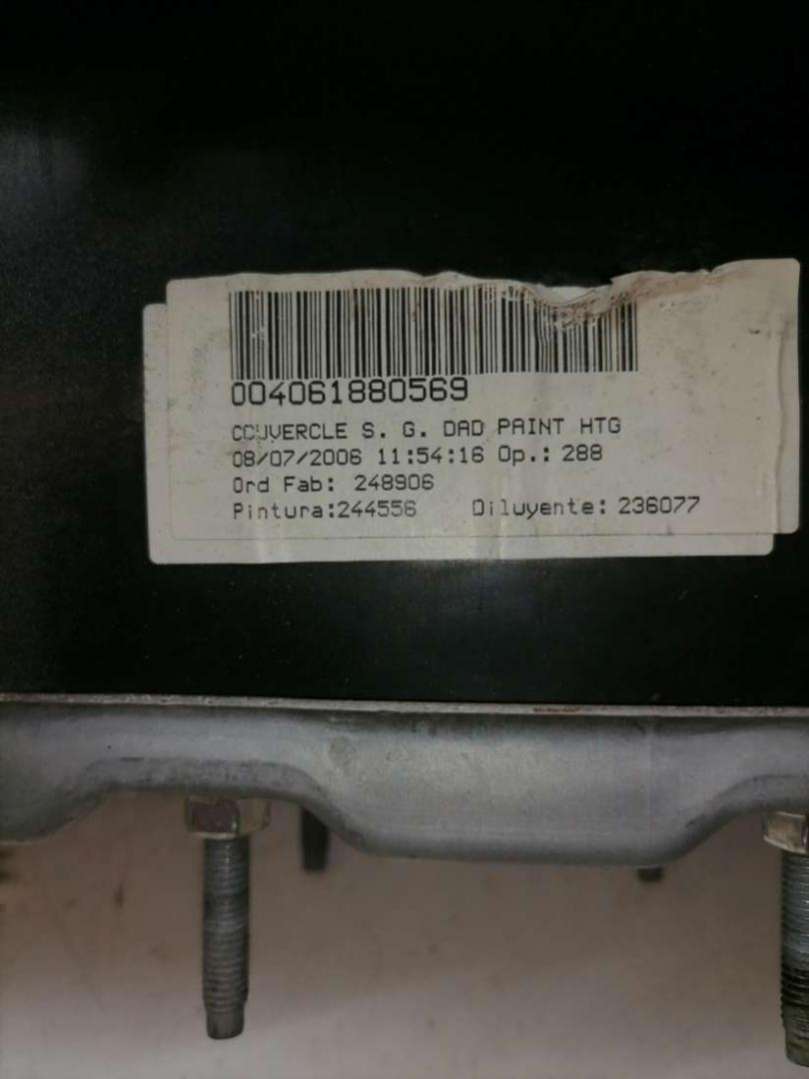 004061880569
COUVERCLE S. G. DAD PAINT HTG
08/07/2006 11:54:16 Op.: 288
Ord Fab: 248906
Pintura:244556 Diluyente: 236077